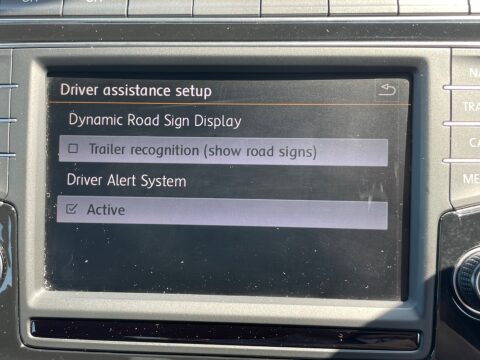 Driver assistance setup
Dynamic Road Sign Display
Trailer recognition (show road signs)
Driver Alert System
Active